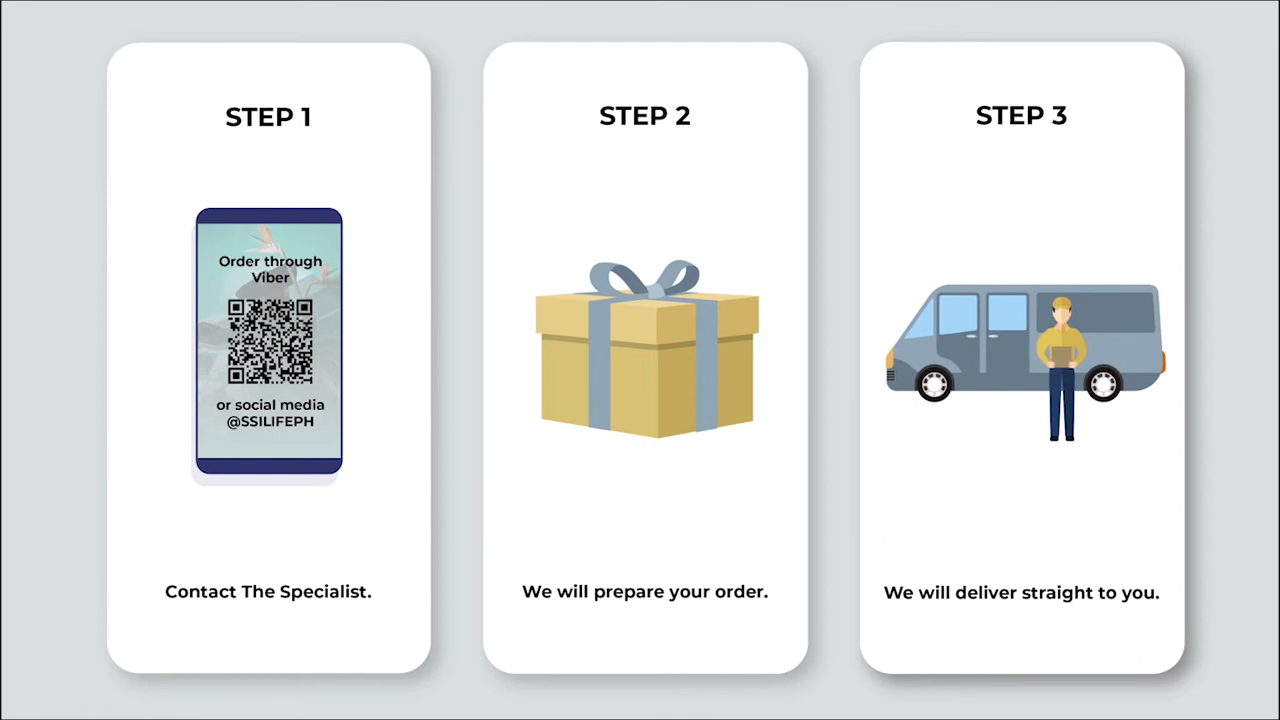 STEP 1
Order through
Viber
or social media
@SSILIFEPH
Contact The Specialist.
STEP 2
We will prepare your order.
STEP 3
We will deliver straight to you.